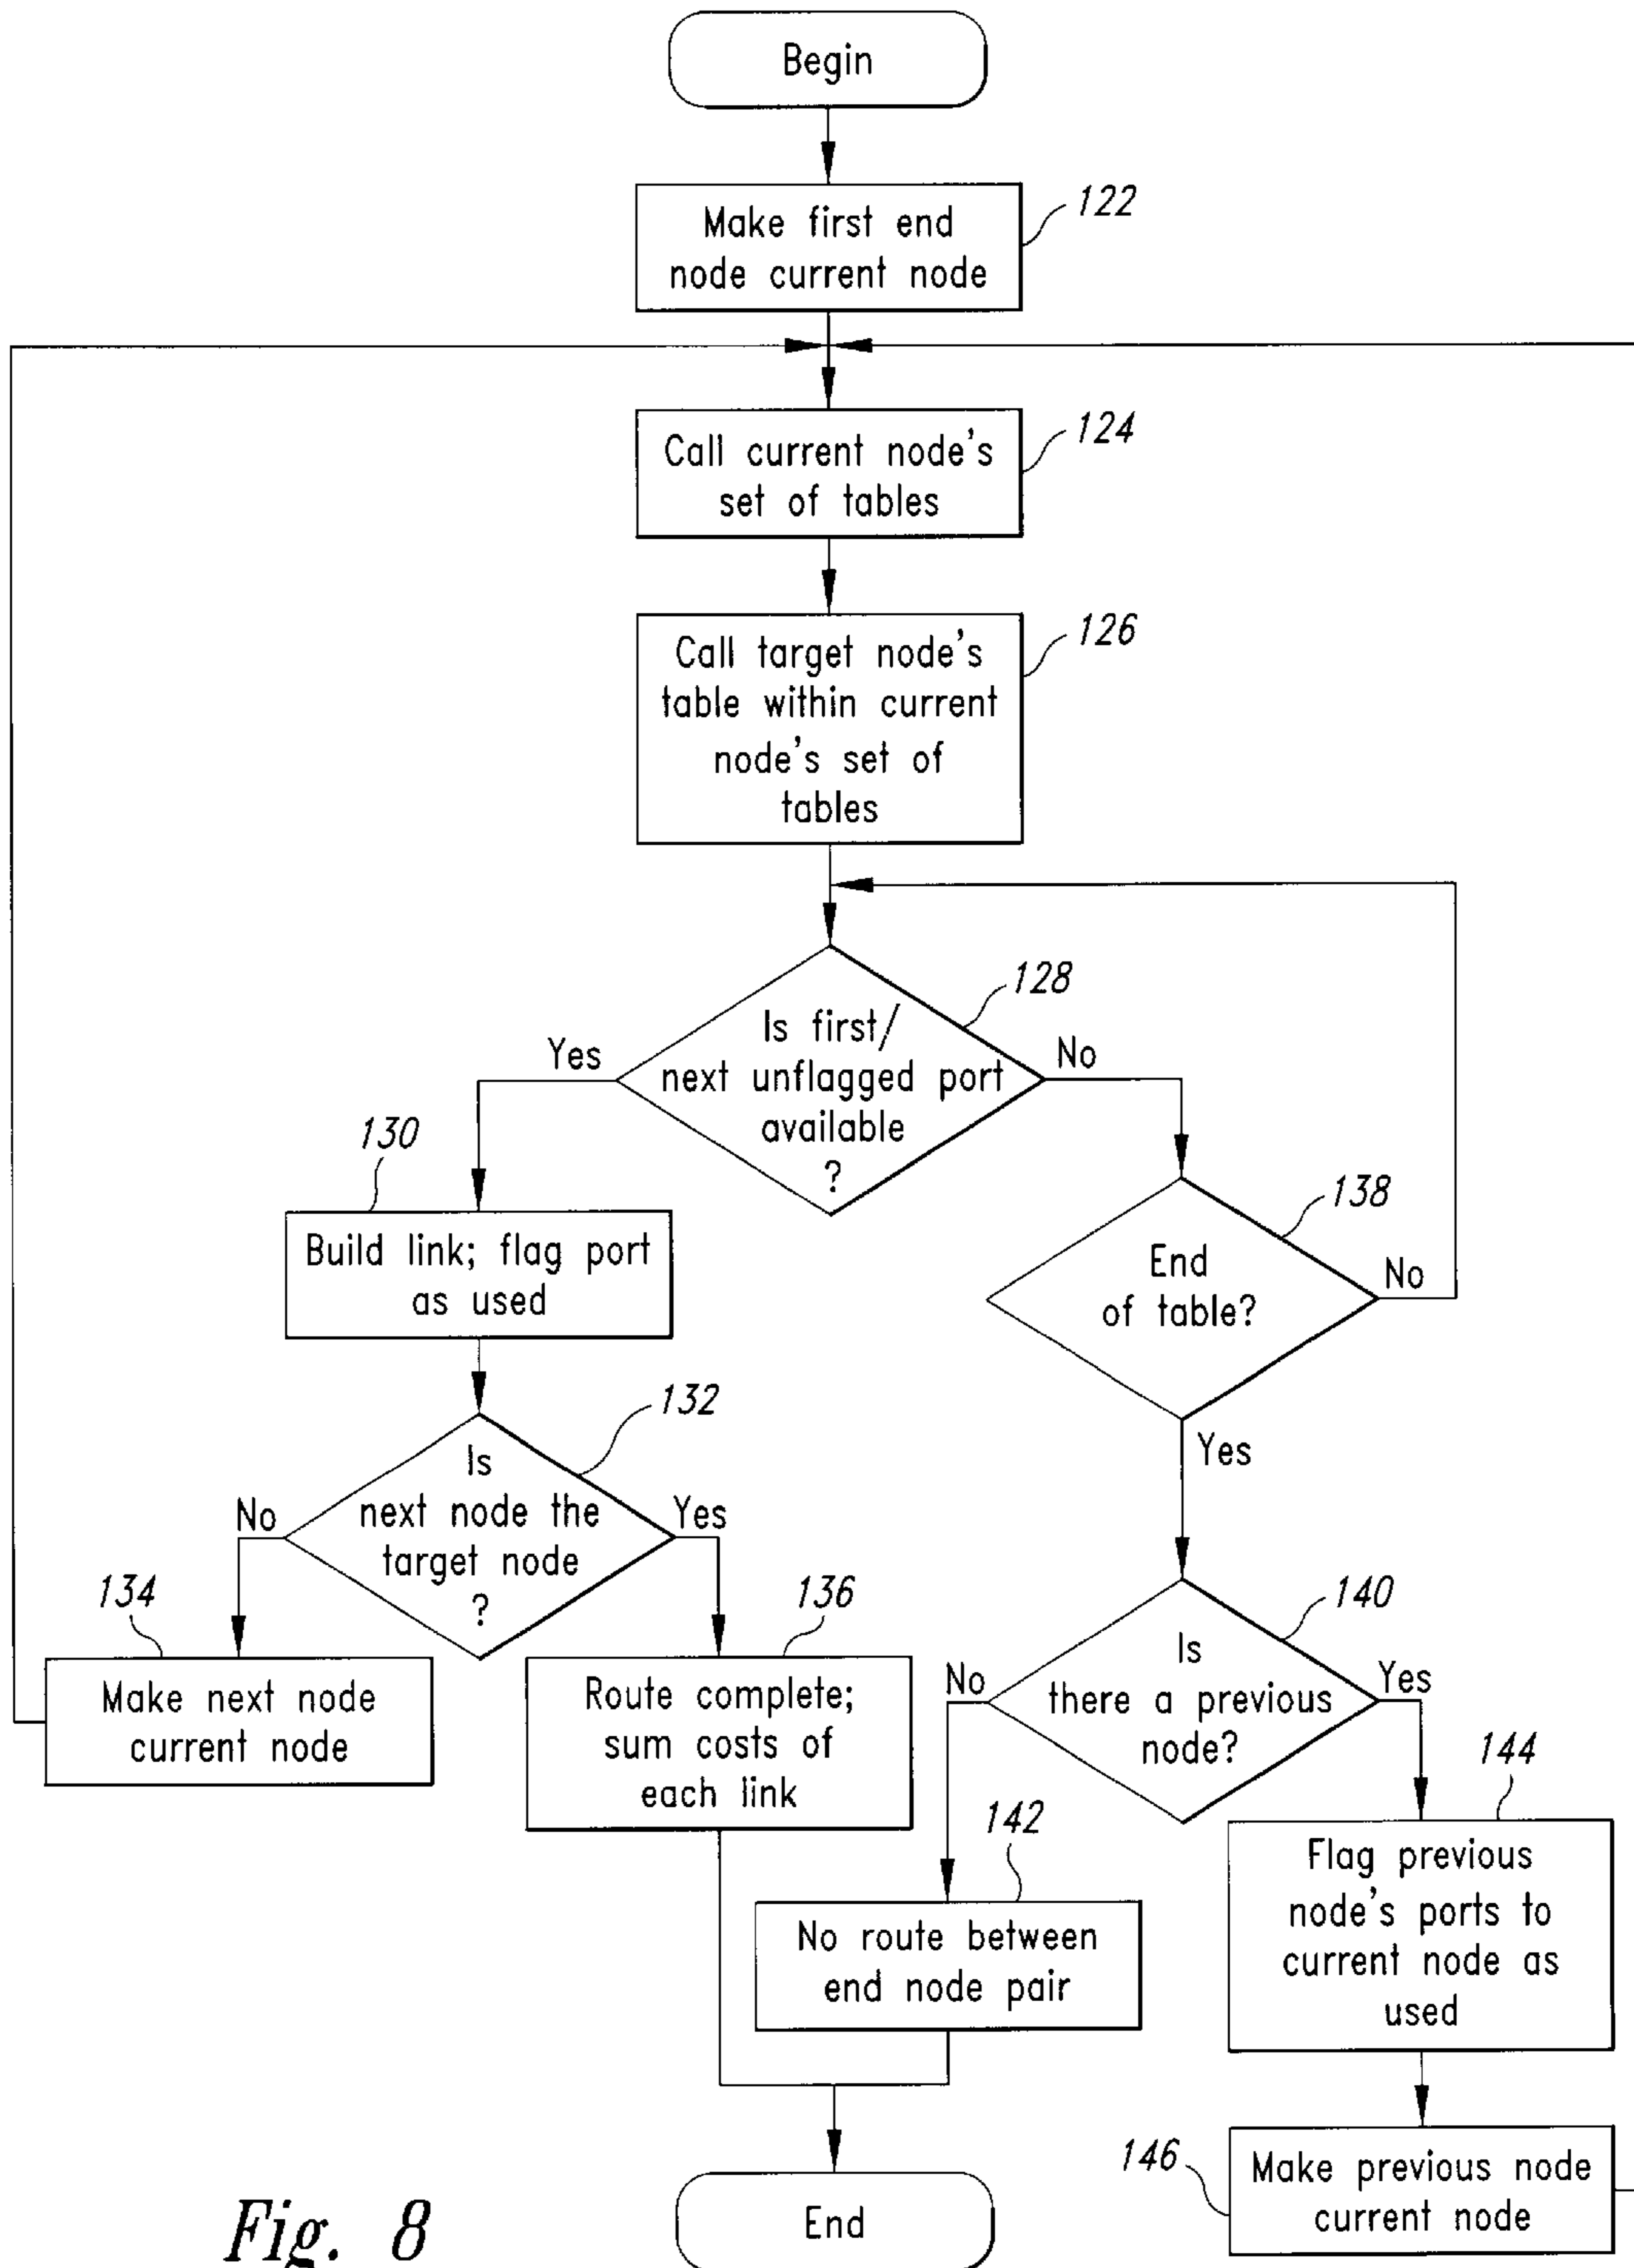 Begin
122
Make first end
node current node
124
Call current node's
set of tables
126
Call target node's
table within current
node's set of
tables
128
Is first/
next unflagged port
available
?
Yes
No
130
Build link; flag port
as used
138
End
of table?
No
Yes
132
Is
next node the
target node
?
No
Yes
134
Make next node
current node
136
Route complete;
sum costs of
each link
140
Is
there a previous
node?
No
Yes
142
No route between
end node pair
144
Flag previous
node's ports to
current node as
used
146
Make previous node
current node
End
Fig. 8